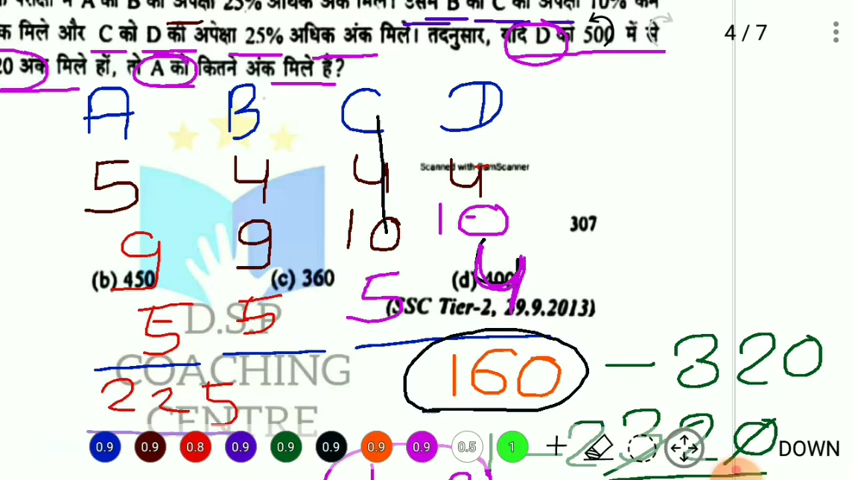 परीक्षा में A को B की अपेक्षा 25% अधिक अंक मिले। उसमें B को C की अपेक्षा 10% कम
मिले और C को D की अपेक्षा 25% अधिक अंक मिले। तदनुसार, यदि D को 500 में से
20 अंक मिले हों, तो A को कितने अंक मिले हैं?
4/7
A B C D
5 4 4 4
Scanned with CamScanner
9 9 10 10
307
(b) 450 (c) 360 (d) 400
5 5 5 4
(SSC Tier-2, 29.9.2013)
D.S.P
COACHING
CENTRE
225 160 – 320
0.9 0.9 0.8 0.9 0.9 0.9 0.9 0.9 0.5 1 DOWN